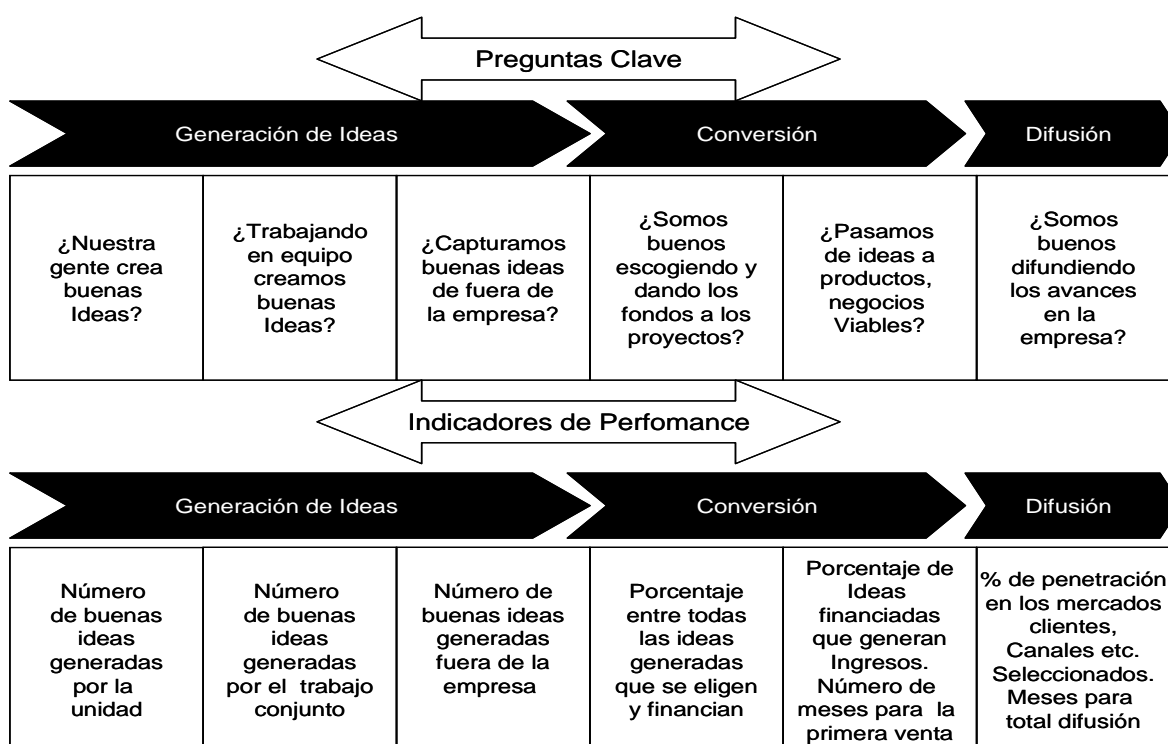 Preguntas Clave
Generación de Ideas
Conversión
Difusión
¿Nuestra
gente crea
buenas
Ideas?
¿Trabajando
en equipo
creamos
buenas
Ideas?
¿Capturamos
buenas ideas
de fuera de
la empresa?
¿Somos
buenos
escogiendo y
dando los
fondos a los
proyectos?
¿Pasamos
de ideas a
productos,
negocios
Viables?
¿Somos
buenos
difundiendo
los avances
en la
empresa?
Indicadores de Perfomance
Generación de Ideas
Conversión
Difusión
Número
de buenas
ideas
generadas
por la
unidad
Número
de buenas
ideas
generadas
por el trabajo
conjunto
Número de
buenas ideas
generadas
fuera de la
empresa
Porcentaje
entre todas
las ideas
generadas
que se eligen
y financian
Porcentaje de
Ideas
financiadas
que generan
Ingresos.
Número de
meses para la
primera venta
% de penetración
en los mercados
clientes,
Canales etc.
Seleccionados.
Meses para
total difusión